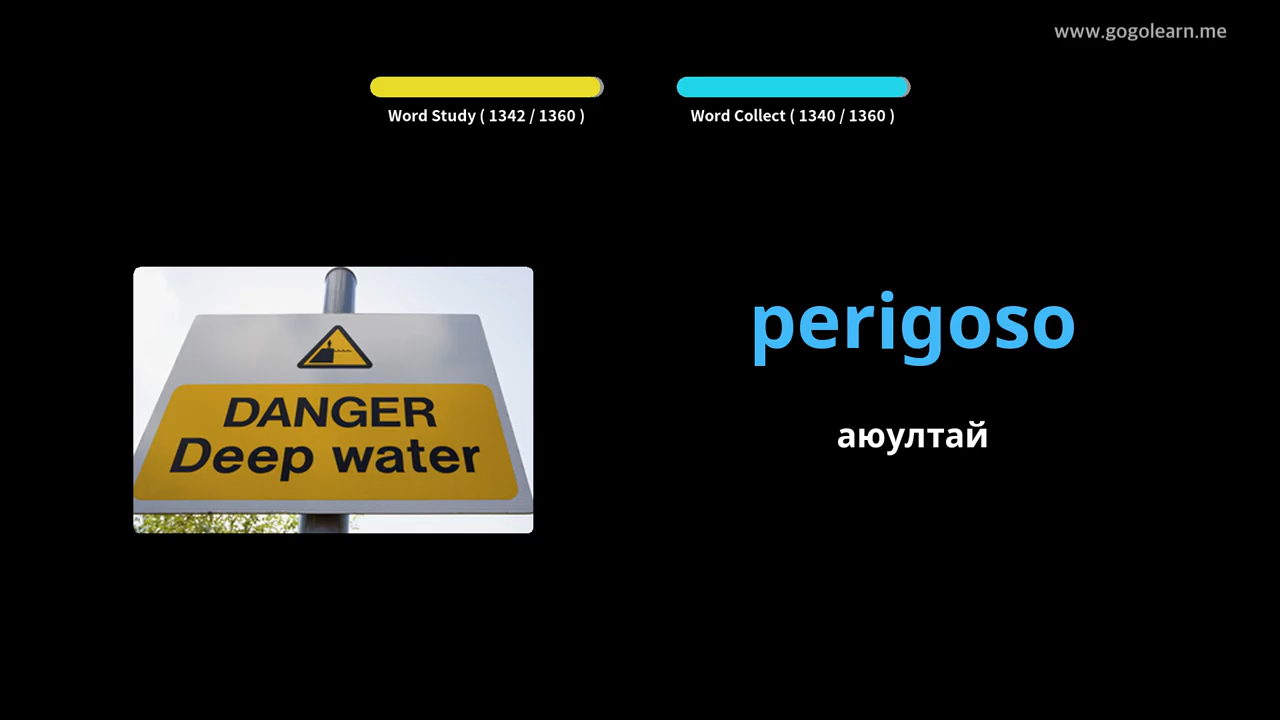 www.gogolearn.me
Word Study ( 1342 / 1360 )
Word Collect ( 1340 / 1360 )
DANGER
Deep water
perigoso
аюултай